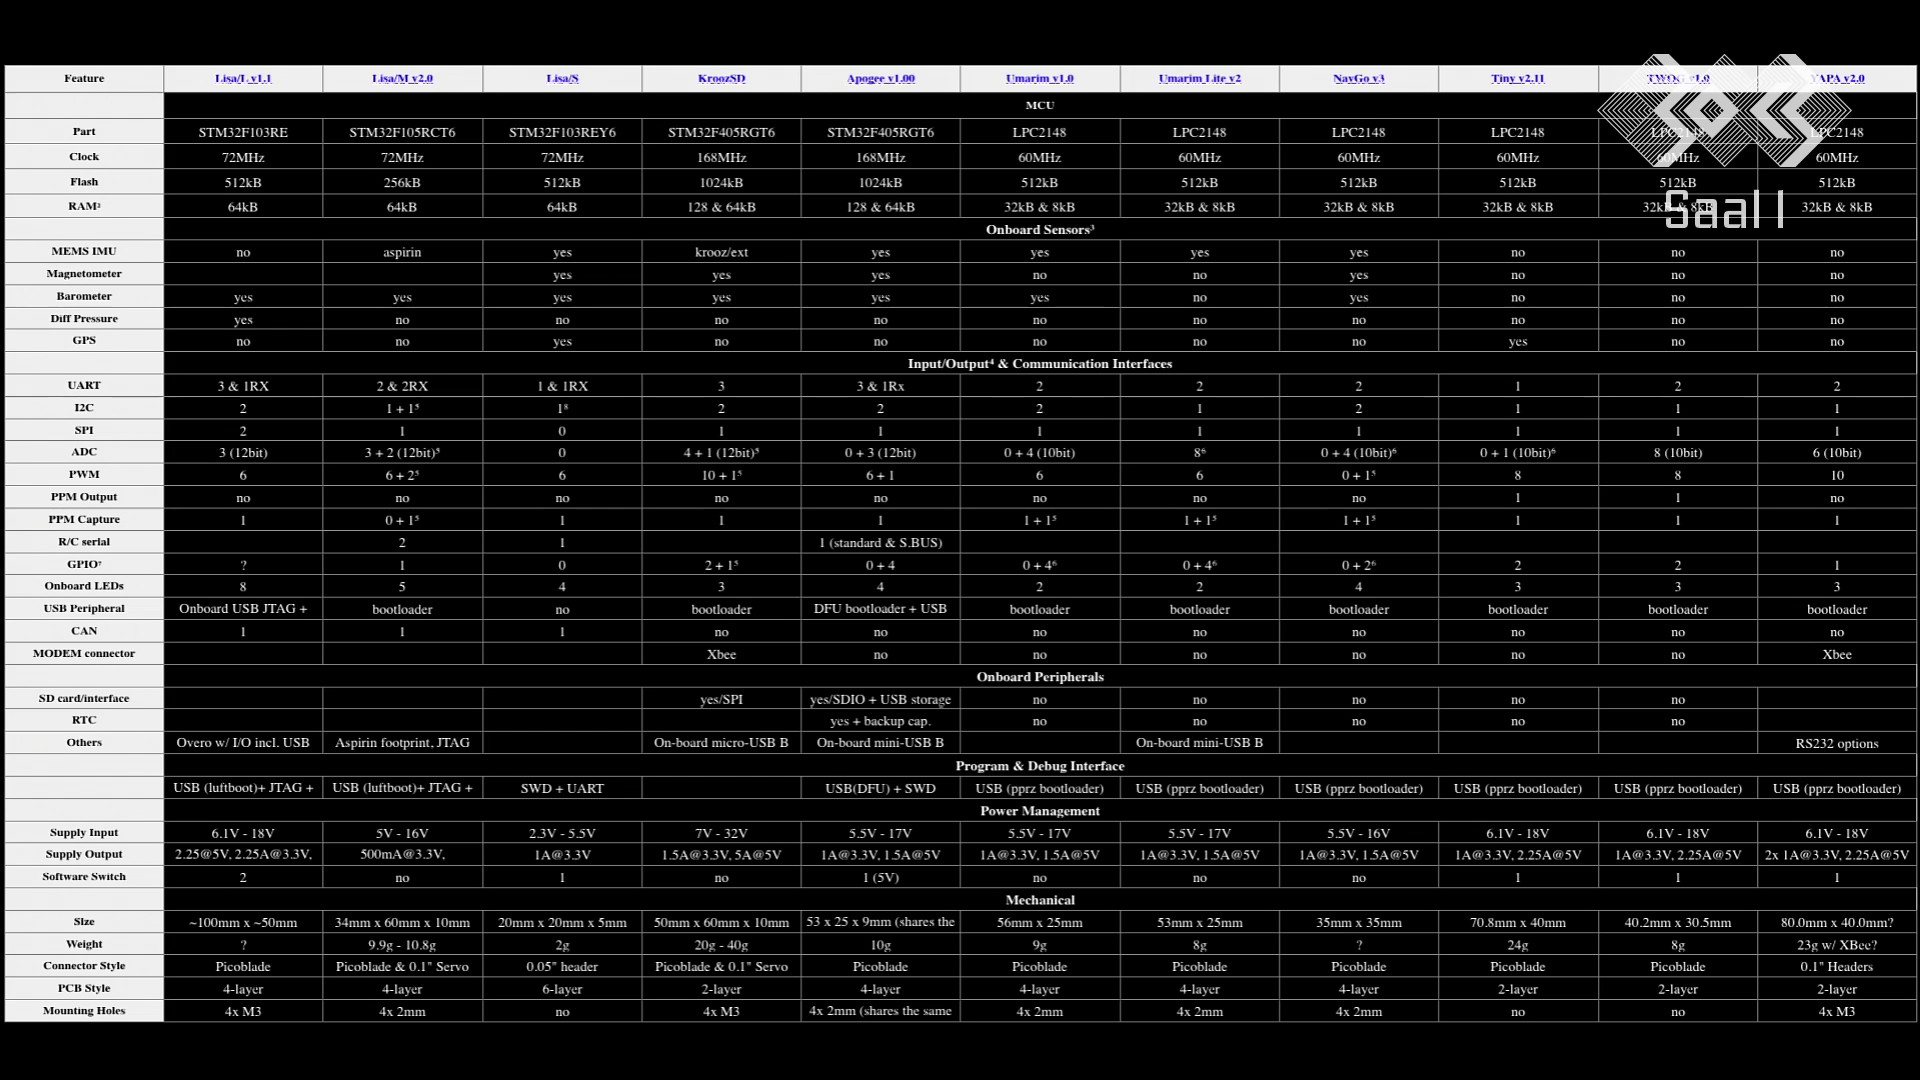 Feature Lisa/L v1.1 Lisa/M v2.0 Lisa/S KroozSD Apogee v1.00 Umarim v1.0 Umarim Lite v2 NavGo v3 Tiny v2.11 TWOG v1.0 YAPA v2.0
MCU
Part STM32F103RE STM32F105RCT6 STM32F103REY6 STM32F405RGT6 STM32F405RGT6 LPC2148 LPC2148 LPC2148 LPC2148 LPC2148 LPC2148
Clock 72MHz 72MHz 72MHz 168MHz 168MHz 60MHz 60MHz 60MHz 60MHz 60MHz 60MHz
Flash 512kB 256kB 512kB 1024kB 1024kB 512kB 512kB 512kB 512kB 512kB 512kB
RAM² 64kB 64kB 64kB 128 & 64kB 128 & 64kB 32kB & 8kB 32kB & 8kB 32kB & 8kB 32kB & 8kB 32kB & 8kB 32kB & 8kB
Saal 1
Onboard Sensors³
MEMS IMU no aspirin yes krooz/ext yes yes yes yes no no no
Magnetometer yes yes yes no no yes no no no
Barometer yes yes yes yes yes yes no yes no no no
Diff Pressure yes no no no no no no no no no no
GPS no no yes no no no no no yes no no
Input/Output⁴ & Communication Interfaces
UART 3 & 1RX 2 & 2RX 1 & 1RX 3 3 & 1Rx 2 2 2 1 2 2
I2C 2 1 + 1⁵ 1⁸ 2 2 2 1 2 1 1 1
SPI 2 1 0 1 1 1 1 1 1 1 1
ADC 3 (12bit) 3 + 2 (12bit)⁵ 0 4 + 1 (12bit)⁵ 0 + 3 (12bit) 0 + 4 (10bit) 8⁶ 0 + 4 (10bit)⁶ 0 + 1 (10bit)⁶ 8 (10bit) 6 (10bit)
PWM 6 6 + 2⁵ 6 10 + 1⁵ 6 + 1 6 6 0 + 1⁵ 8 8 10
PPM Output no no no no no no no no 1 1 no
PPM Capture 1 0 + 1⁵ 1 1 1 1 + 1⁵ 1 + 1⁵ 1 + 1⁵ 1 1 1
R/C serial 2 1 1 (standard & S.BUS)
GPIO⁷ ? 1 0 2 + 1⁵ 0 + 4 0 + 4⁶ 0 + 4⁶ 0 + 2⁶ 2 2 1
Onboard LEDs 8 5 4 3 4 2 2 4 3 3 3
USB Peripheral Onboard USB JTAG + bootloader no bootloader DFU bootloader + USB bootloader bootloader bootloader bootloader bootloader bootloader
CAN 1 1 1 no no no no no no no no
MODEM connector Xbee no no no no no no Xbee
Onboard Peripherals
SD card/interface yes/SPI yes/SDIO + USB storage no no no no no
RTC yes + backup cap. no no no no no
Others Overo w/ I/O incl. USB Aspirin footprint, JTAG On-board micro-USB B On-board mini-USB B On-board mini-USB B RS232 options
Program & Debug Interface
USB (luftboot)+ JTAG + USB (luftboot)+ JTAG + SWD + UART USB(DFU) + SWD USB (pprz bootloader) USB (pprz bootloader) USB (pprz bootloader) USB (pprz bootloader) USB (pprz bootloader) USB (pprz bootloader)
Power Management
Supply Input 6.1V - 18V 5V - 16V 2.3V - 5.5V 7V - 32V 5.5V - 17V 5.5V - 17V 5.5V - 17V 5.5V - 16V 6.1V - 18V 6.1V - 18V 6.1V - 18V
Supply Output 2.25@5V, 2.25A@3.3V, 500mA@3.3V, 1A@3.3V 1.5A@3.3V, 5A@5V 1A@3.3V, 1.5A@5V 1A@3.3V, 1.5A@5V 1A@3.3V, 1.5A@5V 1A@3.3V, 1.5A@5V 1A@3.3V, 2.25A@5V 1A@3.3V, 2.25A@5V 2x 1A@3.3V, 2.25A@5V
Software Switch 2 no 1 no 1 (5V) no no no 1 1 1
Mechanical
Size ~100mm x ~50mm 34mm x 60mm x 10mm 20mm x 20mm x 5mm 50mm x 60mm x 10mm 53 x 25 x 9mm (shares the 56mm x 25mm 53mm x 25mm 35mm x 35mm 70.8mm x 40mm 40.2mm x 30.5mm 80.0mm x 40.0mm?
Weight ? 9.9g - 10.8g 2g 20g - 40g 10g 9g 8g ? 24g 8g 23g w/ XBee?
Connector Style Picoblade Picoblade & 0.1" Servo 0.05" header Picoblade & 0.1" Servo Picoblade Picoblade Picoblade Picoblade Picoblade Picoblade 0.1" Headers
PCB Style 4-layer 4-layer 6-layer 2-layer 4-layer 4-layer 4-layer 4-layer 2-layer 2-layer 2-layer
Mounting Holes 4x M3 4x 2mm no 4x M3 4x 2mm (shares the same 4x 2mm 4x 2mm 4x 2mm no no 4x M3